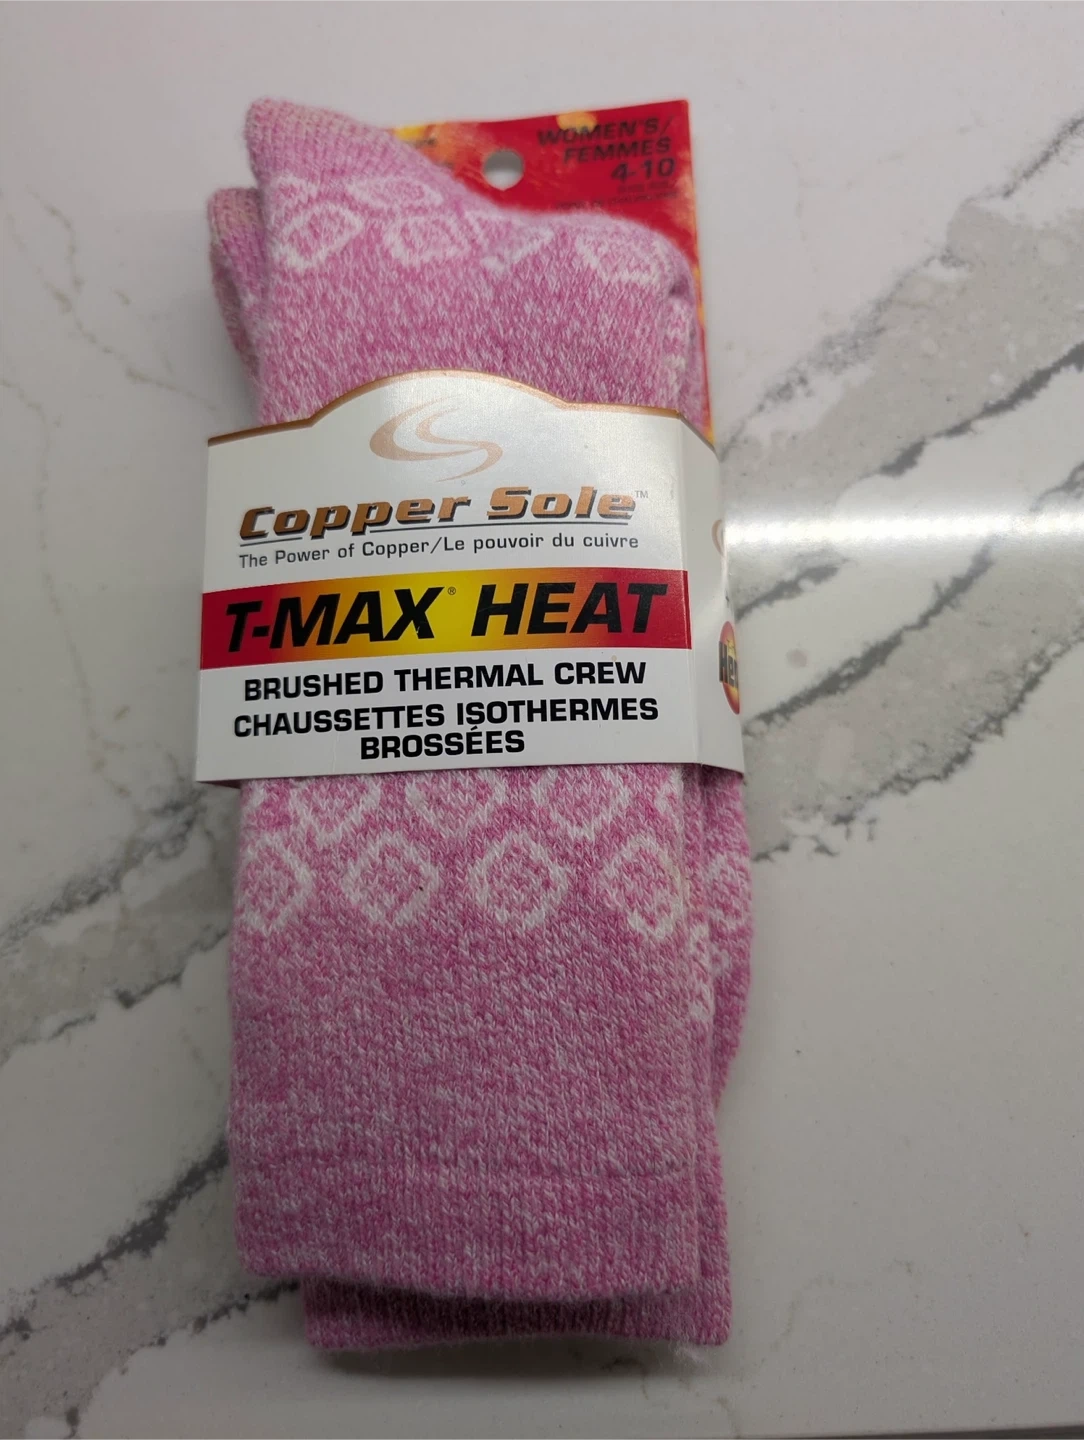 WOMEN'S/
FEMMES
4-10
Copper Sole™
The Power of Copper/Le pouvoir du cuivre
T-MAX® HEAT
BRUSHED THERMAL CREW
CHAUSSETTES ISOTHERMES
BROSSÉES